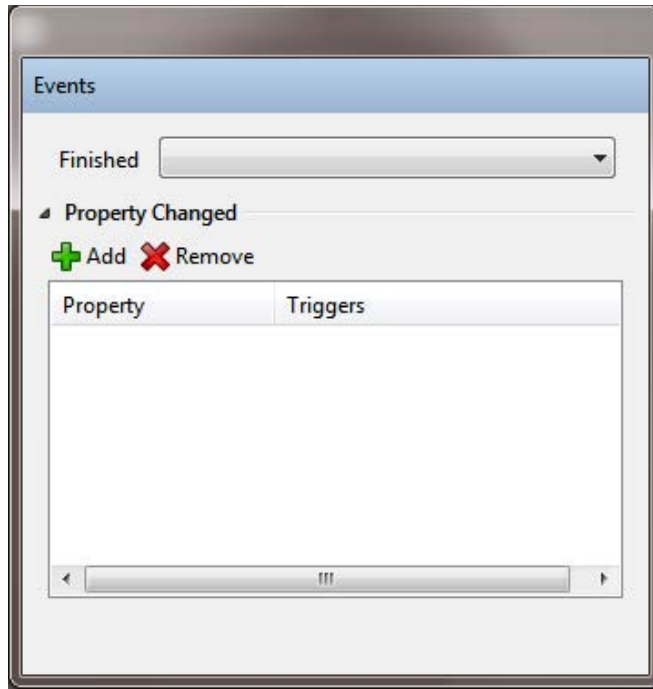 Events
Finished
Property Changed
Add Remove
Property Triggers